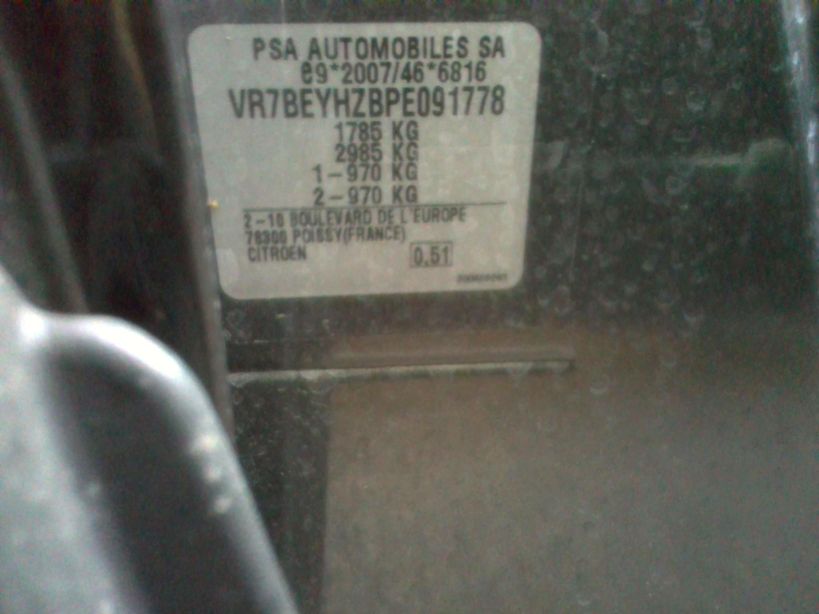 PSA AUTOMOBILES SA
e9*2007/46*6816
VR7BEYHZBPE091778
1785 KG
2985 KG
1-970 KG
2-970 KG
2-10 BOULEVARD DE L'EUROPE
78300 POISSY(FRANCE)
CITROEN
0.51